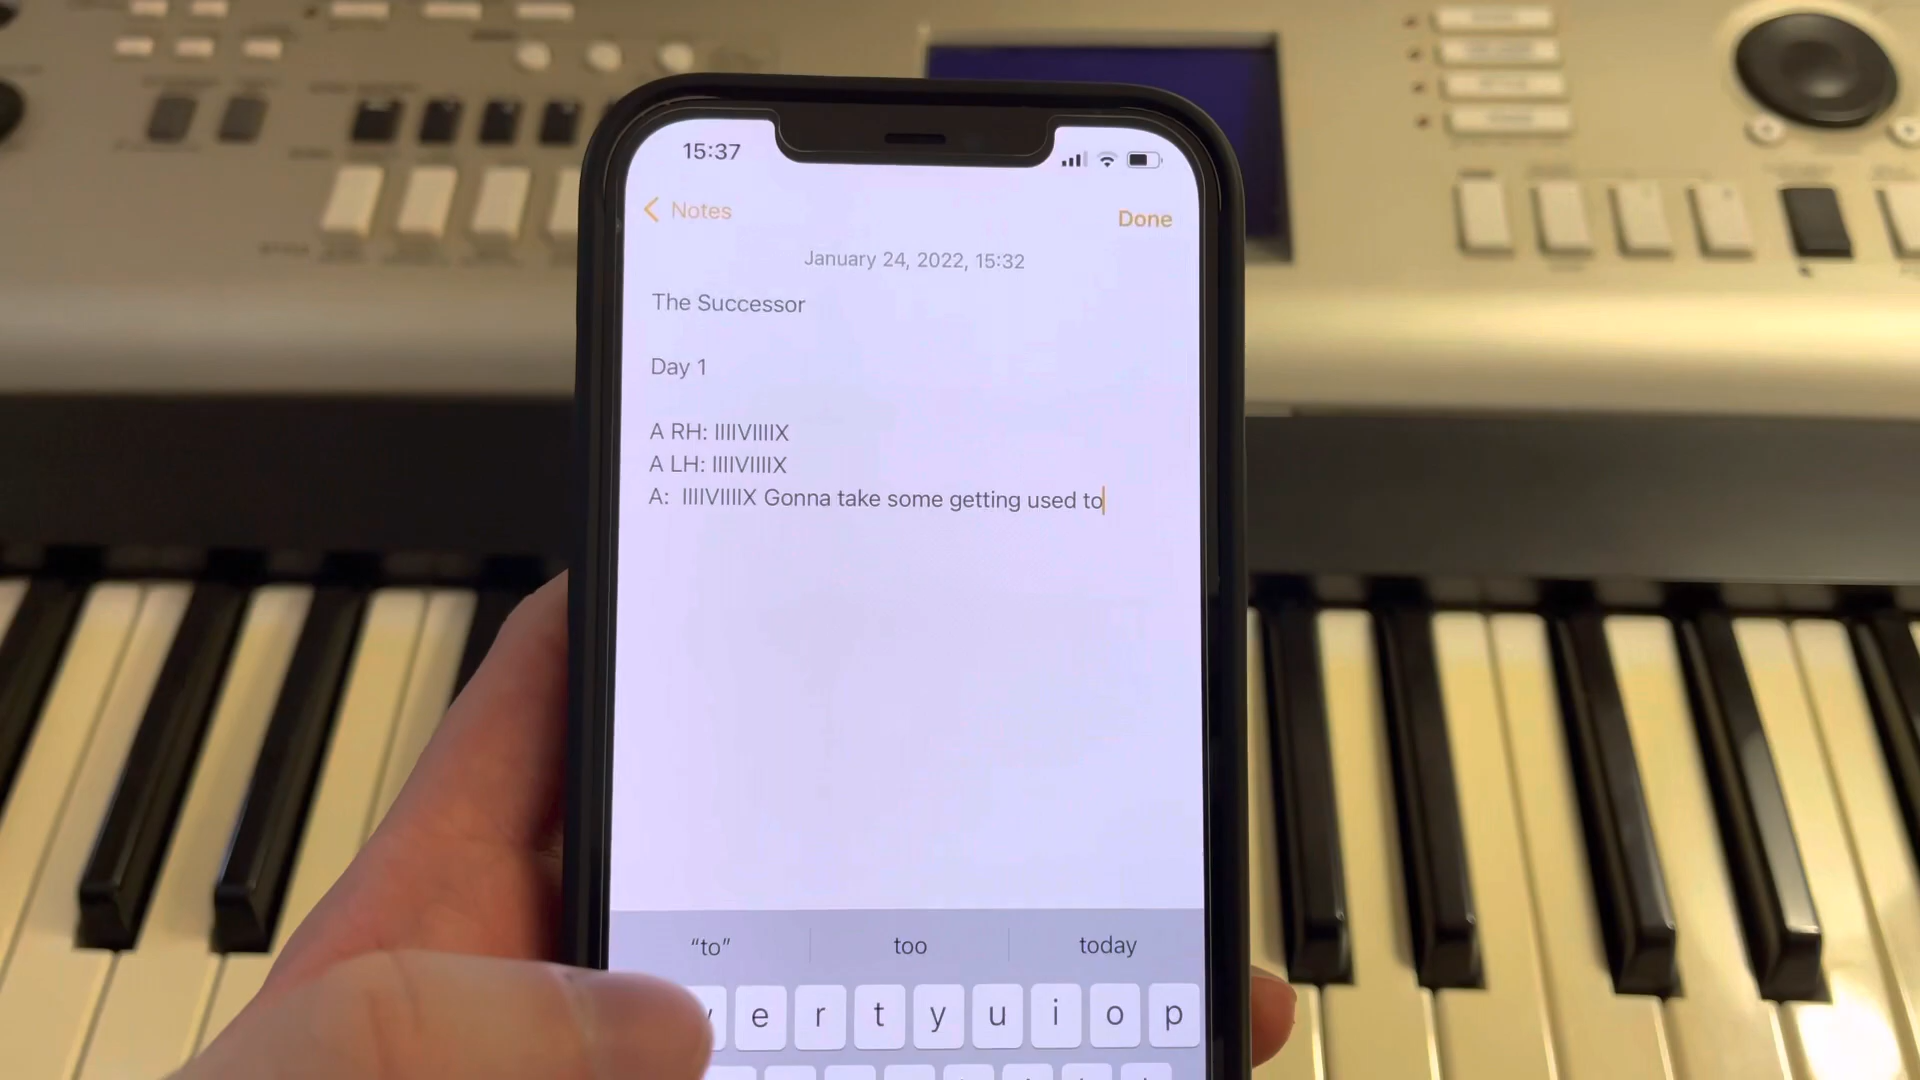 15:37
Notes
Done
January 24, 2022, 15:32
The Successor
Day 1
A RH: IIIIVIIIIX
A LH: IIIIVIIIIX
A: IIIIVIIIIX Gonna take some getting used to
“to” too today
e r t y u i o p